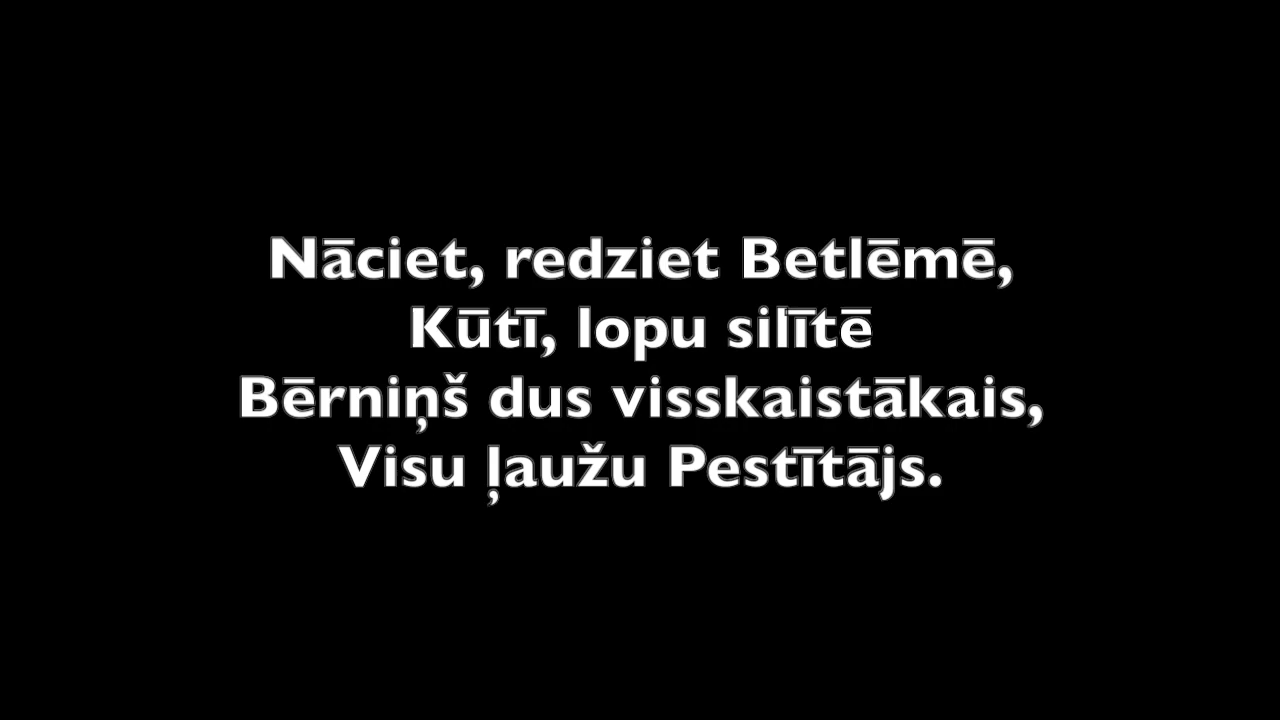 Nāciet, redziet Betlēmē,
Kūtī, lopu silītē
Bērniņš dus visskaistākais,
Visu ļaužu Pestītājs.